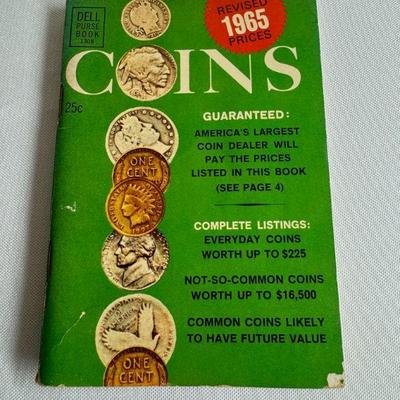 DELL
PURSE
BOOK
1308
REVISED
1965
PRICES
COINS
25c
GUARANTEED:
AMERICA'S LARGEST
COIN DEALER WILL
PAY THE PRICES
LISTED IN THIS BOOK
(SEE PAGE 4)
ONE
CENT
COMPLETE LISTINGS:
EVERYDAY COINS
WORTH UP TO $225
NOT-SO-COMMON COINS
WORTH UP TO $16,500
COMMON COINS LIKELY
TO HAVE FUTURE VALUE
ONE
CENT